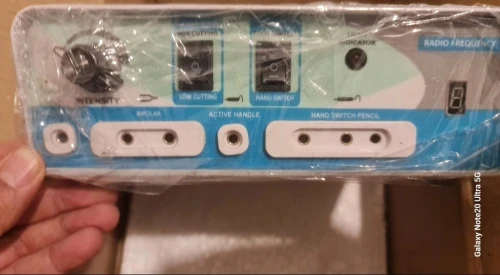 HIGH CUTTING
FOOT SWITCH
INDICATOR
RADIO FREQUENCY
INTENSITY
LOW CUTTING
HAND SWITCH
BIPOLAR
ACTIVE HANDLE
HAND SWITCH PENCIL
Galaxy Note20 Ultra 5G